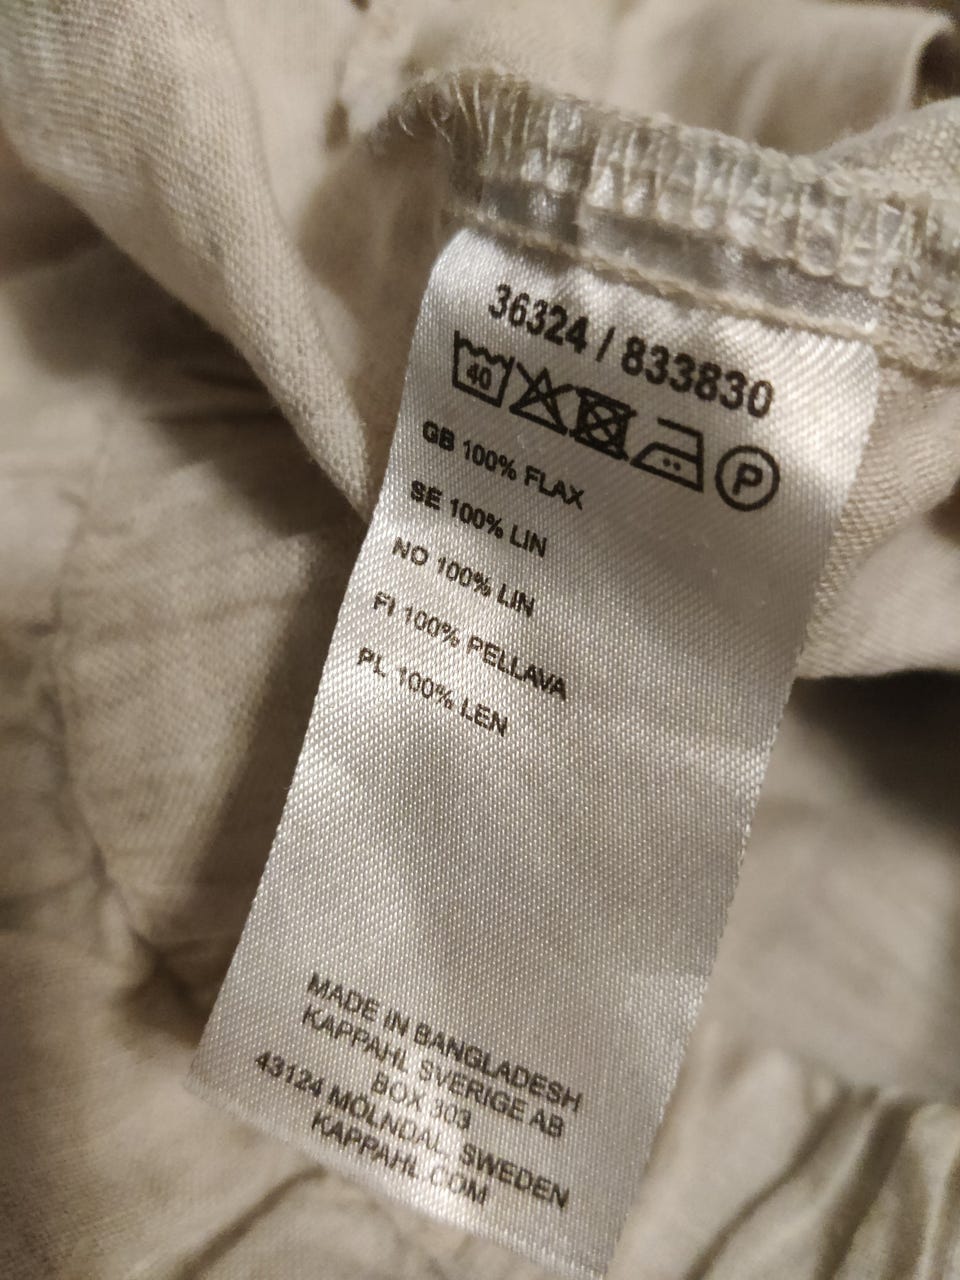 36324 / 833830
40 P
GB 100% FLAX
SE 100% LIN
NO 100% LIN
FI 100% PELLAVA
PL 100% LEN
MADE IN BANGLADESH
KAPPAHL SVERIGE AB
BOX 303
43124 MÖLNDAL, SWEDEN
KAPPAHL.COM